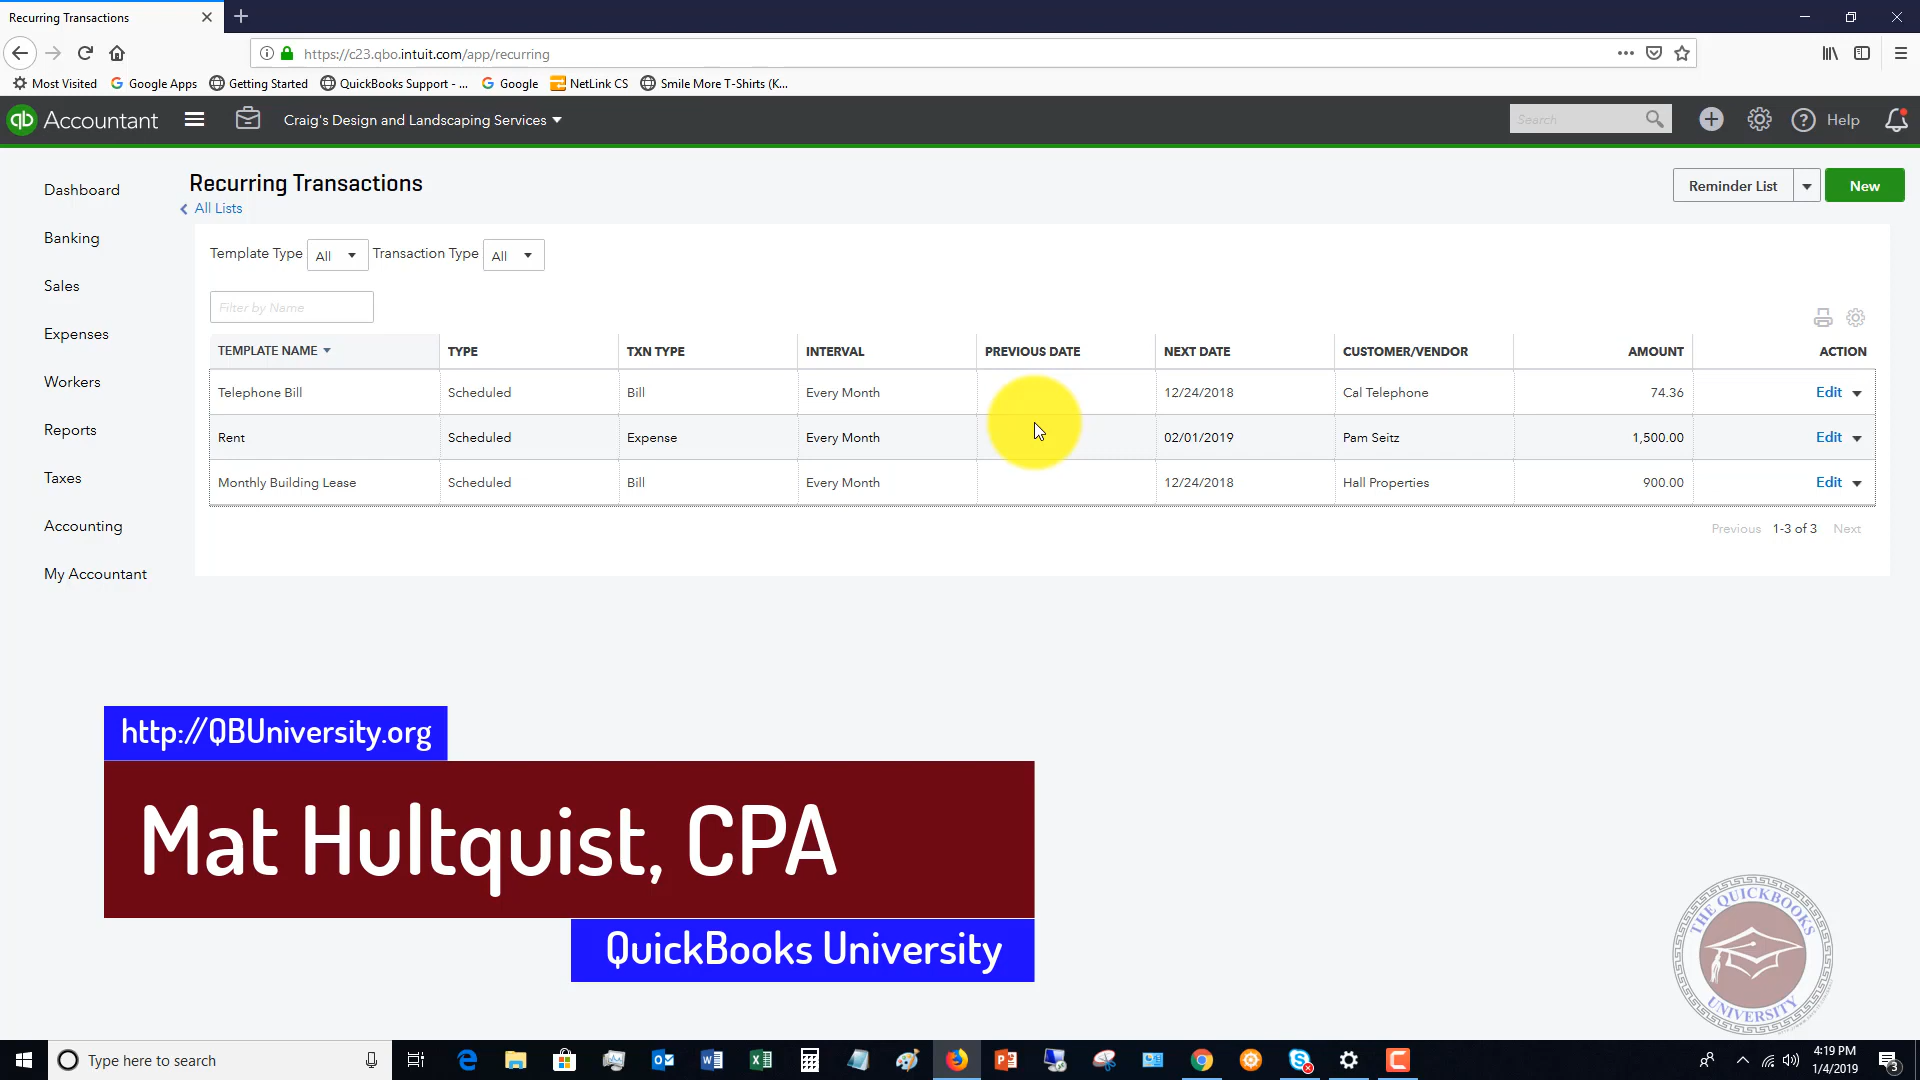 Recurring Transactions
https://c23.qbo.intuit.com/app/recurring
Most Visited Google Apps Getting Started QuickBooks Support - ... Google NetLink CS Smile More T-Shirts (K...
qb Accountant Craig's Design and Landscaping Services Search Help
Dashboard
Banking
Sales
Expenses
Workers
Reports
Taxes
Accounting
My Accountant
Recurring Transactions
All Lists
Reminder List New
Template Type All Transaction Type All
Filter by Name
TEMPLATE NAME TYPE TXN TYPE INTERVAL PREVIOUS DATE NEXT DATE CUSTOMER/VENDOR AMOUNT ACTION
Telephone Bill Scheduled Bill Every Month 12/24/2018 Cal Telephone 74.36 Edit
Rent Scheduled Expense Every Month 02/01/2019 Pam Seitz 1,500.00 Edit
Monthly Building Lease Scheduled Bill Every Month 12/24/2018 Hall Properties 900.00 Edit
Previous 1-3 of 3 Next
http://QBUniversity.org
Mat Hultquist, CPA
QuickBooks University
THE QUICKBOOKS
UNIVERSITY
Type here to search
4:19 PM
1/4/2019
3